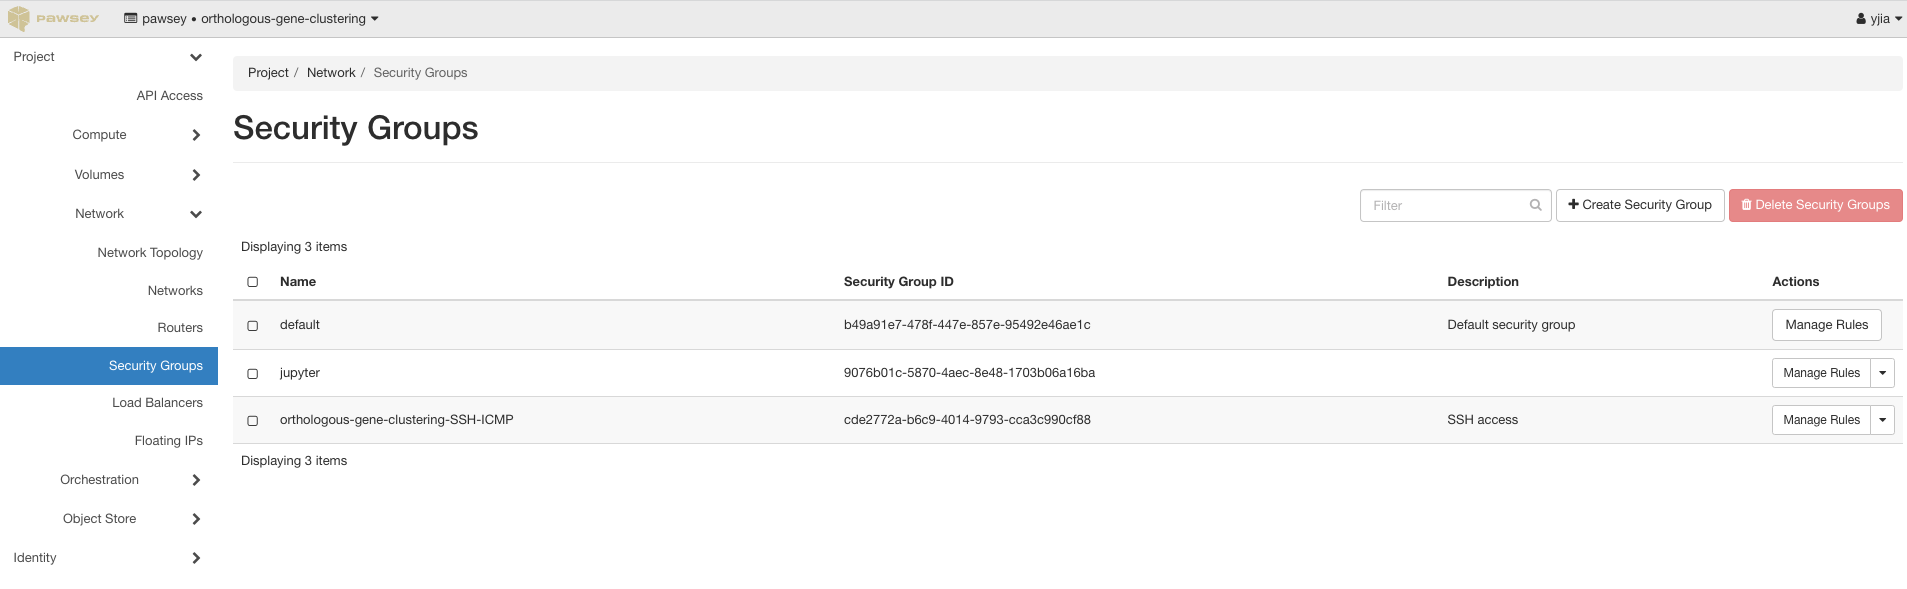 PAWSEY pawsey • orthologous-gene-clustering yjia
Project
API Access
Compute
Volumes
Network
Network Topology
Networks
Routers
Security Groups
Load Balancers
Floating IPs
Orchestration
Object Store
Identity
Project / Network / Security Groups
Security Groups
Filter Create Security Group Delete Security Groups
Displaying 3 items
Name Security Group ID Description Actions
default b49a91e7-478f-447e-857e-95492e46ae1c Default security group Manage Rules
jupyter 9076b01c-5870-4aec-8e48-1703b06a16ba Manage Rules
orthologous-gene-clustering-SSH-ICMP cde2772a-b6c9-4014-9793-cca3c990cf88 SSH access Manage Rules
Displaying 3 items